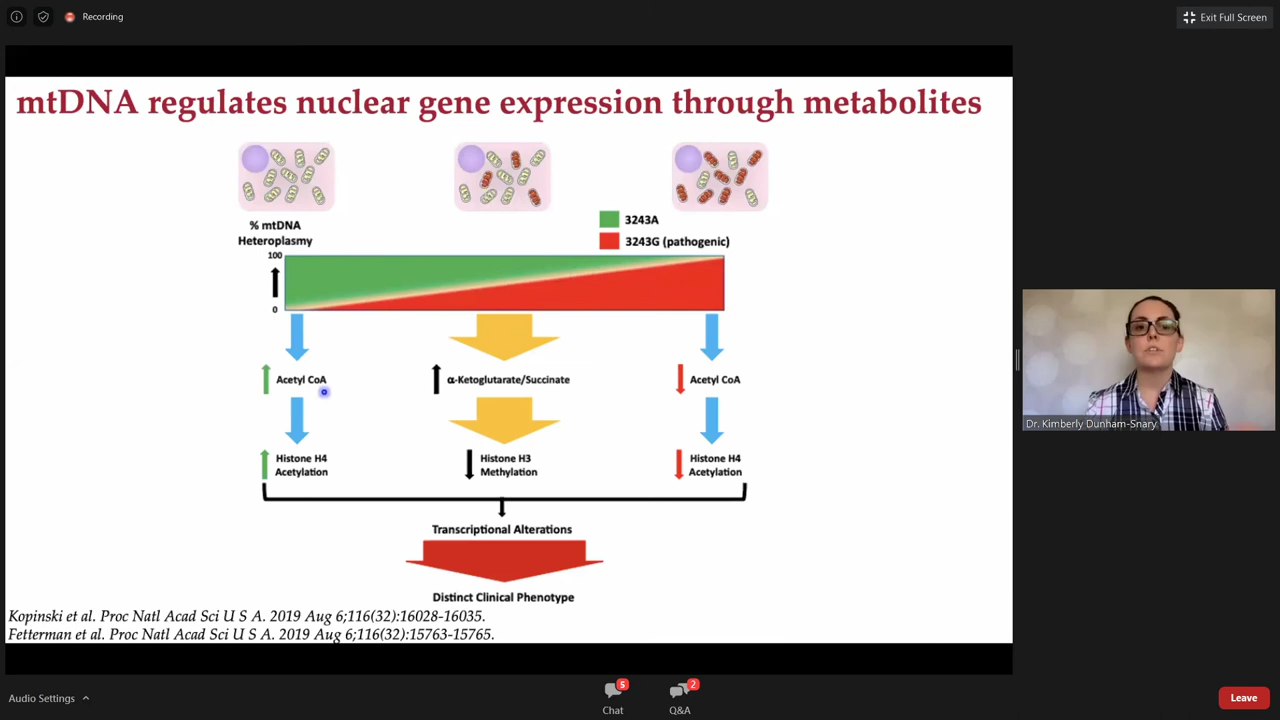 Recording
Exit Full Screen
mtDNA regulates nuclear gene expression through metabolites
% mtDNA
Heteroplasmy
3243A
3243G (pathogenic)
100
0
Acetyl CoA
α-Ketoglutarate/Succinate
Acetyl CoA
Histone H4
Acetylation
Histone H3
Methylation
Histone H4
Acetylation
Transcriptional Alterations
Distinct Clinical Phenotype
Kopinski et al. Proc Natl Acad Sci U S A. 2019 Aug 6;116(32):16028-16035.
Fetterman et al. Proc Natl Acad Sci U S A. 2019 Aug 6;116(32):15763-15765.
Dr. Kimberly Dunham-Snary
Audio Settings
5
Chat
2
Q&A
Leave